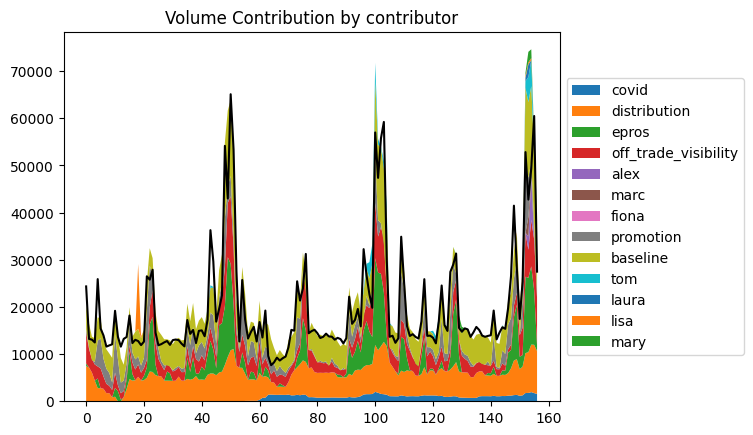 Volume Contribution by contributor
70000
60000
50000
40000
30000
20000
10000
0
0 20 40 60 80 100 120 140 160
covid
distribution
epros
off_trade_visibility
alex
marc
fiona
promotion
baseline
tom
laura
lisa
mary